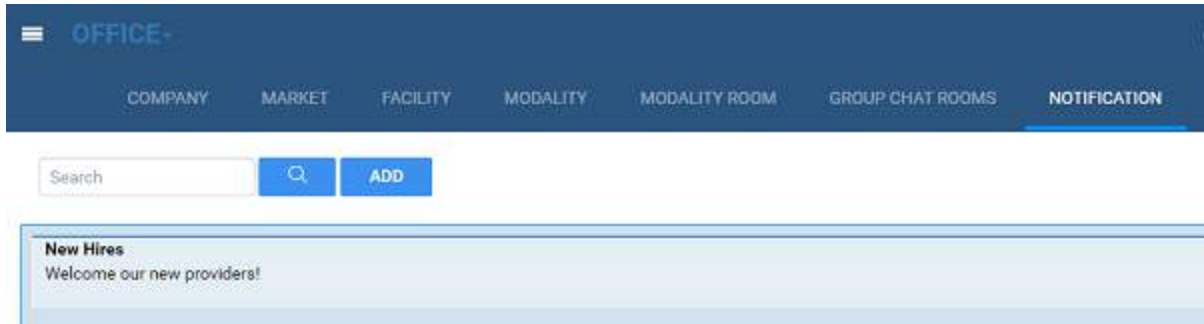 OFFICE-
COMPANY MARKET FACILITY MODALITY MODALITY ROOM GROUP CHAT ROOMS NOTIFICATION
Search ADD
New Hires
Welcome our new providers!